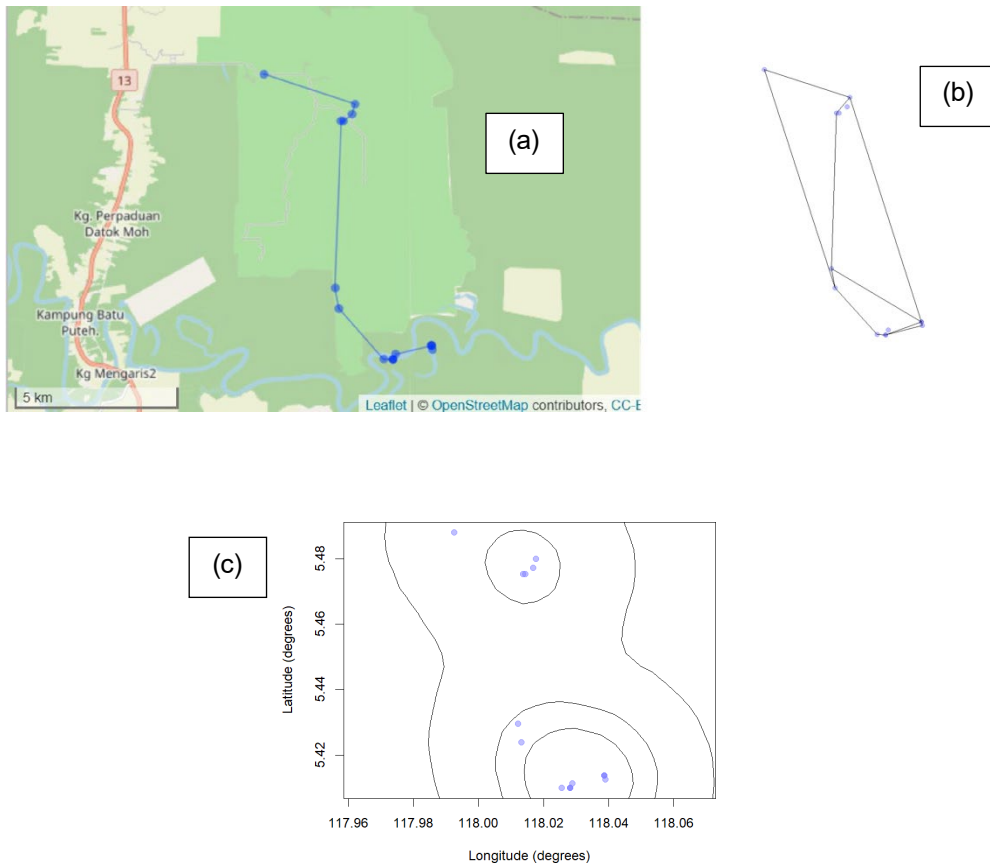 13
(a)
(b)
Kg. Perpaduan
Datok Moh
Kampung Batu
Puteh.
Kg Mengaris2
5 km
Leaflet | © OpenStreetMap contributors, CC-E
(c)
Latitude (degrees)
5.48
5.46
5.44
5.42
117.96 117.98 118.00 118.02 118.04 118.06
Longitude (degrees)